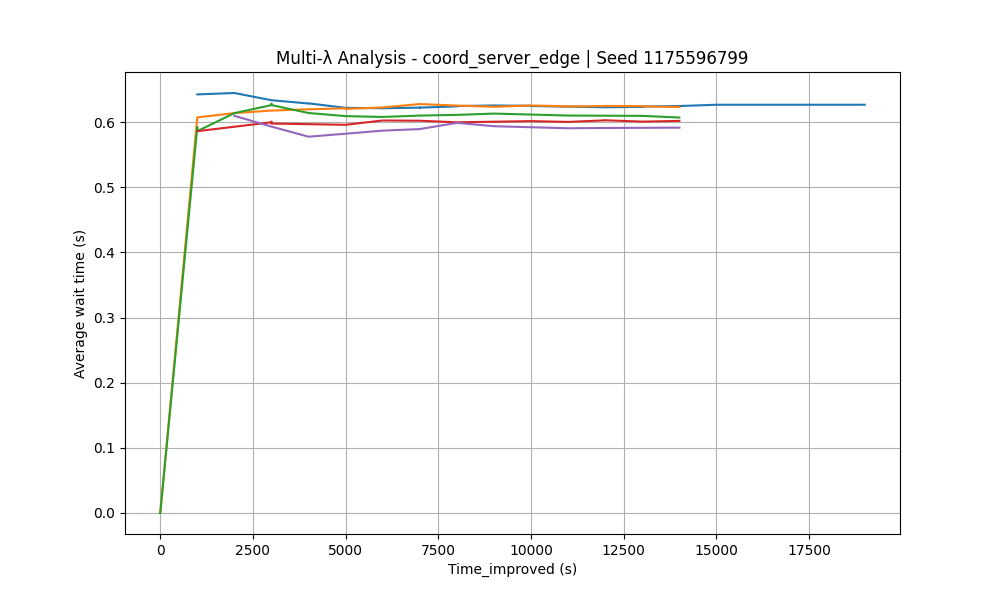 Multi-λ Analysis - coord_server_edge | Seed 1175596799
Average wait time (s)
0.6
0.5
0.4
0.3
0.2
0.1
0.0
0 2500 5000 7500 10000 12500 15000 17500
Time_improved (s)